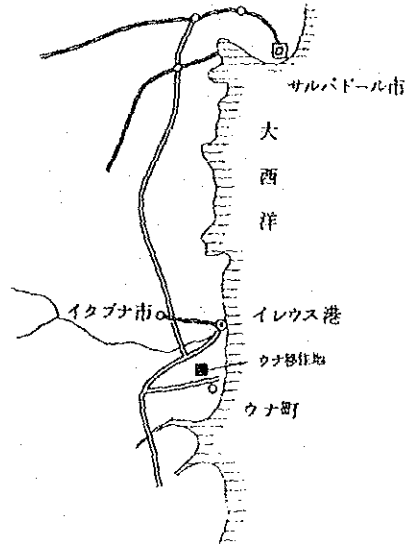 サルバドール市
大西洋
イタブナ市
イレウス港
ウナ移住地
ウナ町